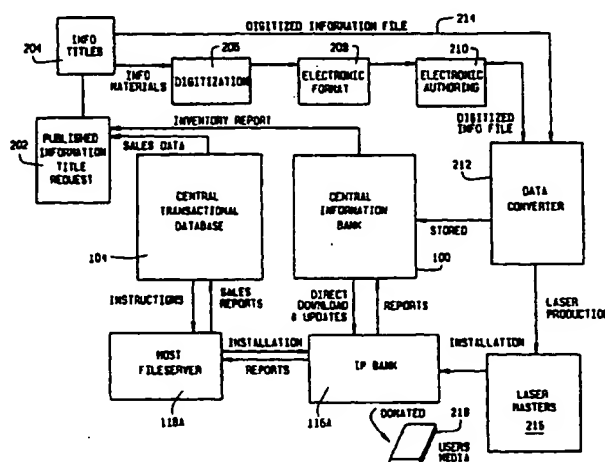 DIGITIZED INFORMATION FILE
214
204
INFO
TITLES
INFO
MATERIALS
206
DIGITIZATION
208
ELECTRONIC
FORMAT
210
ELECTRONIC
AUTHORING
DIGITIZED
INFO FILE
INVENTORY REPORT
SALES DATA
202
PUBLISHED
INFORMATION
TITLE
REQUEST
212
DATA
CONVERTER
CENTRAL
TRANSACTIONAL
DATABASE
104
CENTRAL
INFORMATION
BANK
100
STORED
INSTRUCTIONS
SALES
REPORTS
DIRECT
DOWNLOAD
& UPDATES
REPORTS
LASER
PRODUCTION
HOST
FILESERVER
118A
INSTALLATION
REPORTS
IP BANK
116A
INSTALLATION
LASER
MASTERS
216
DONATED
218
USERS
MEDIA